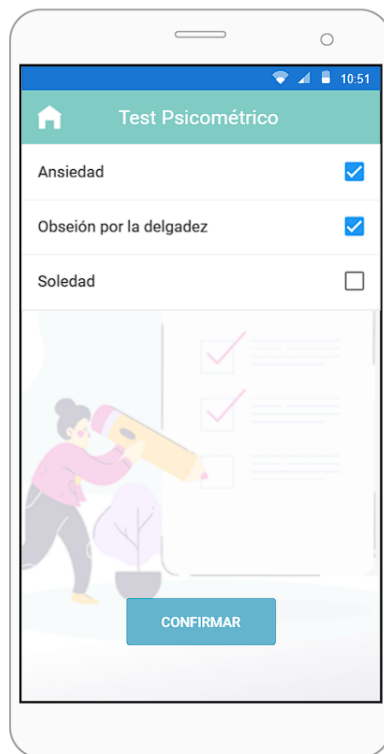 10:51
Test Psicométrico
Ansiedad
Obseión por la delgadez
Soledad
CONFIRMAR